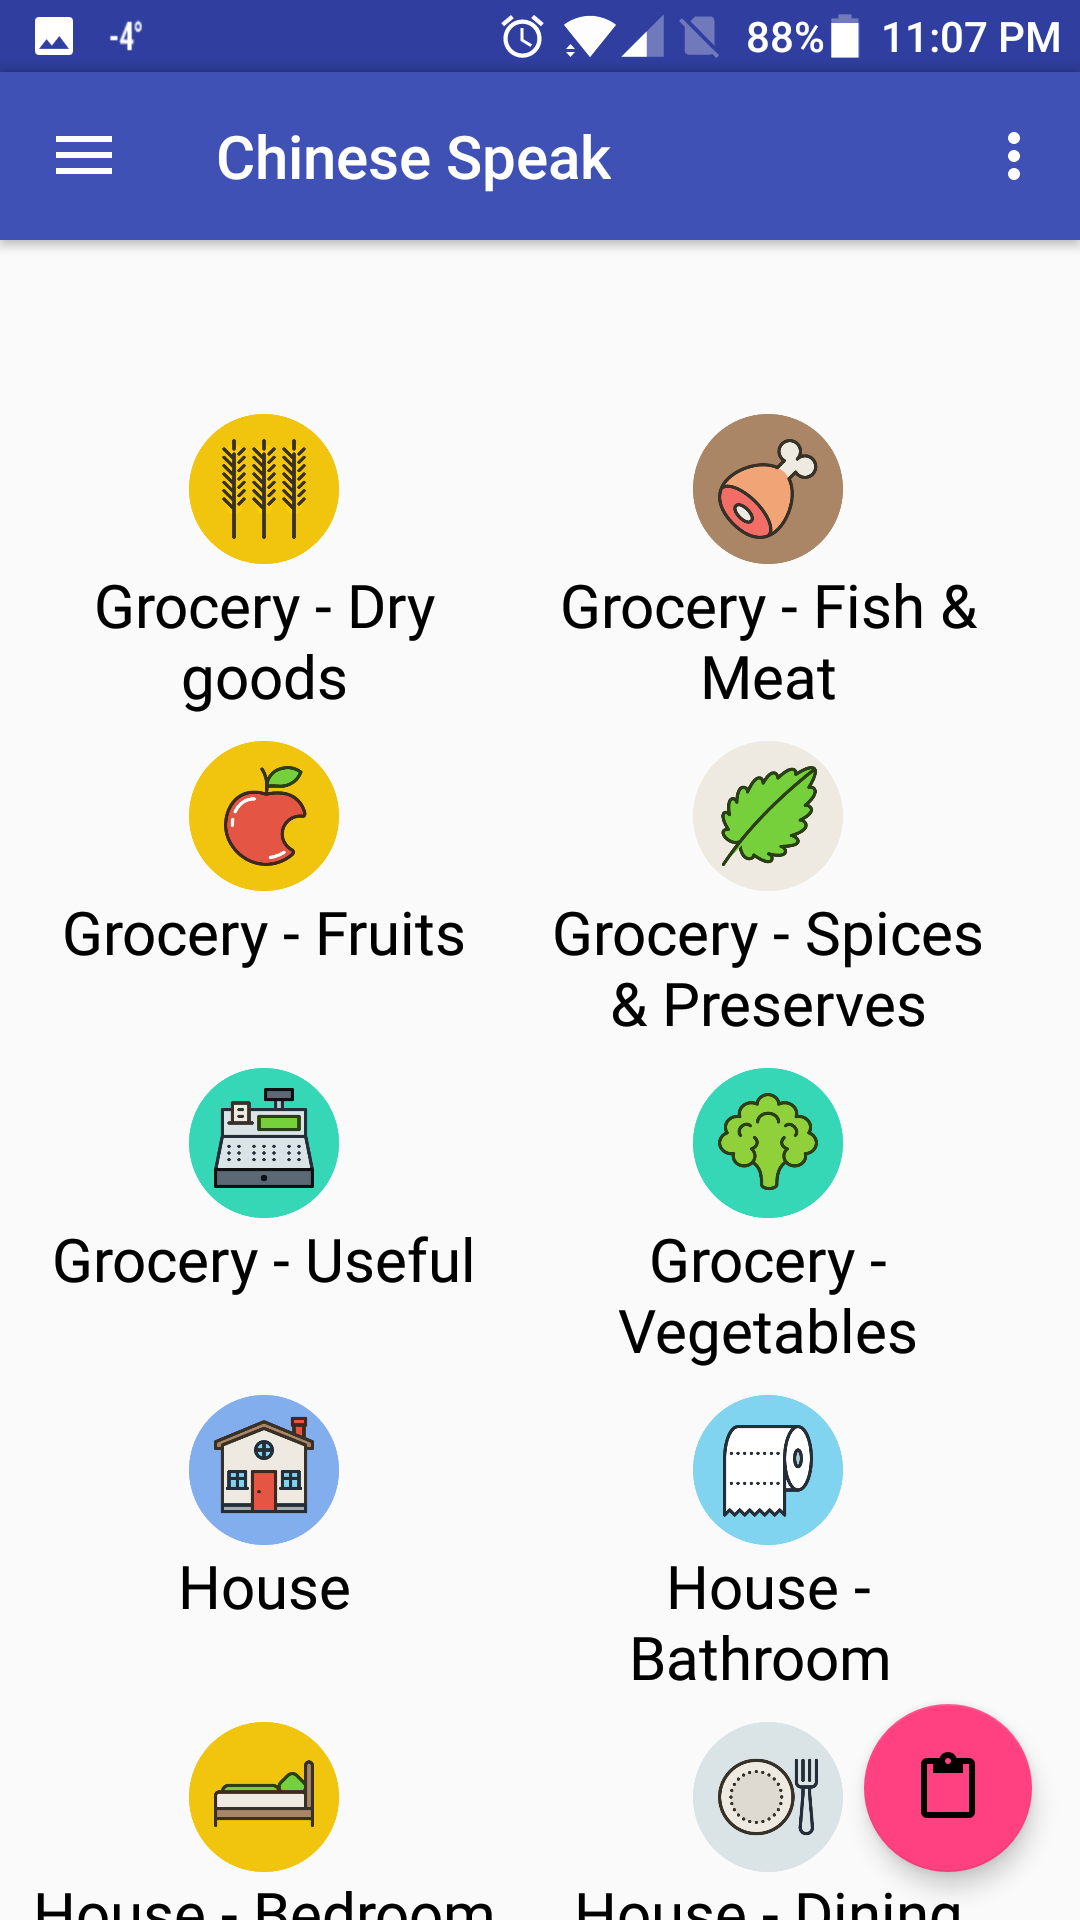 -4° 88% 11:07 PM
Chinese Speak
Grocery - Dry
goods
Grocery - Fish &
Meat
Grocery - Fruits
Grocery - Spices
& Preserves
Grocery - Useful
Grocery -
Vegetables
House
House -
Bathroom
House - Bedroom
House - Dining